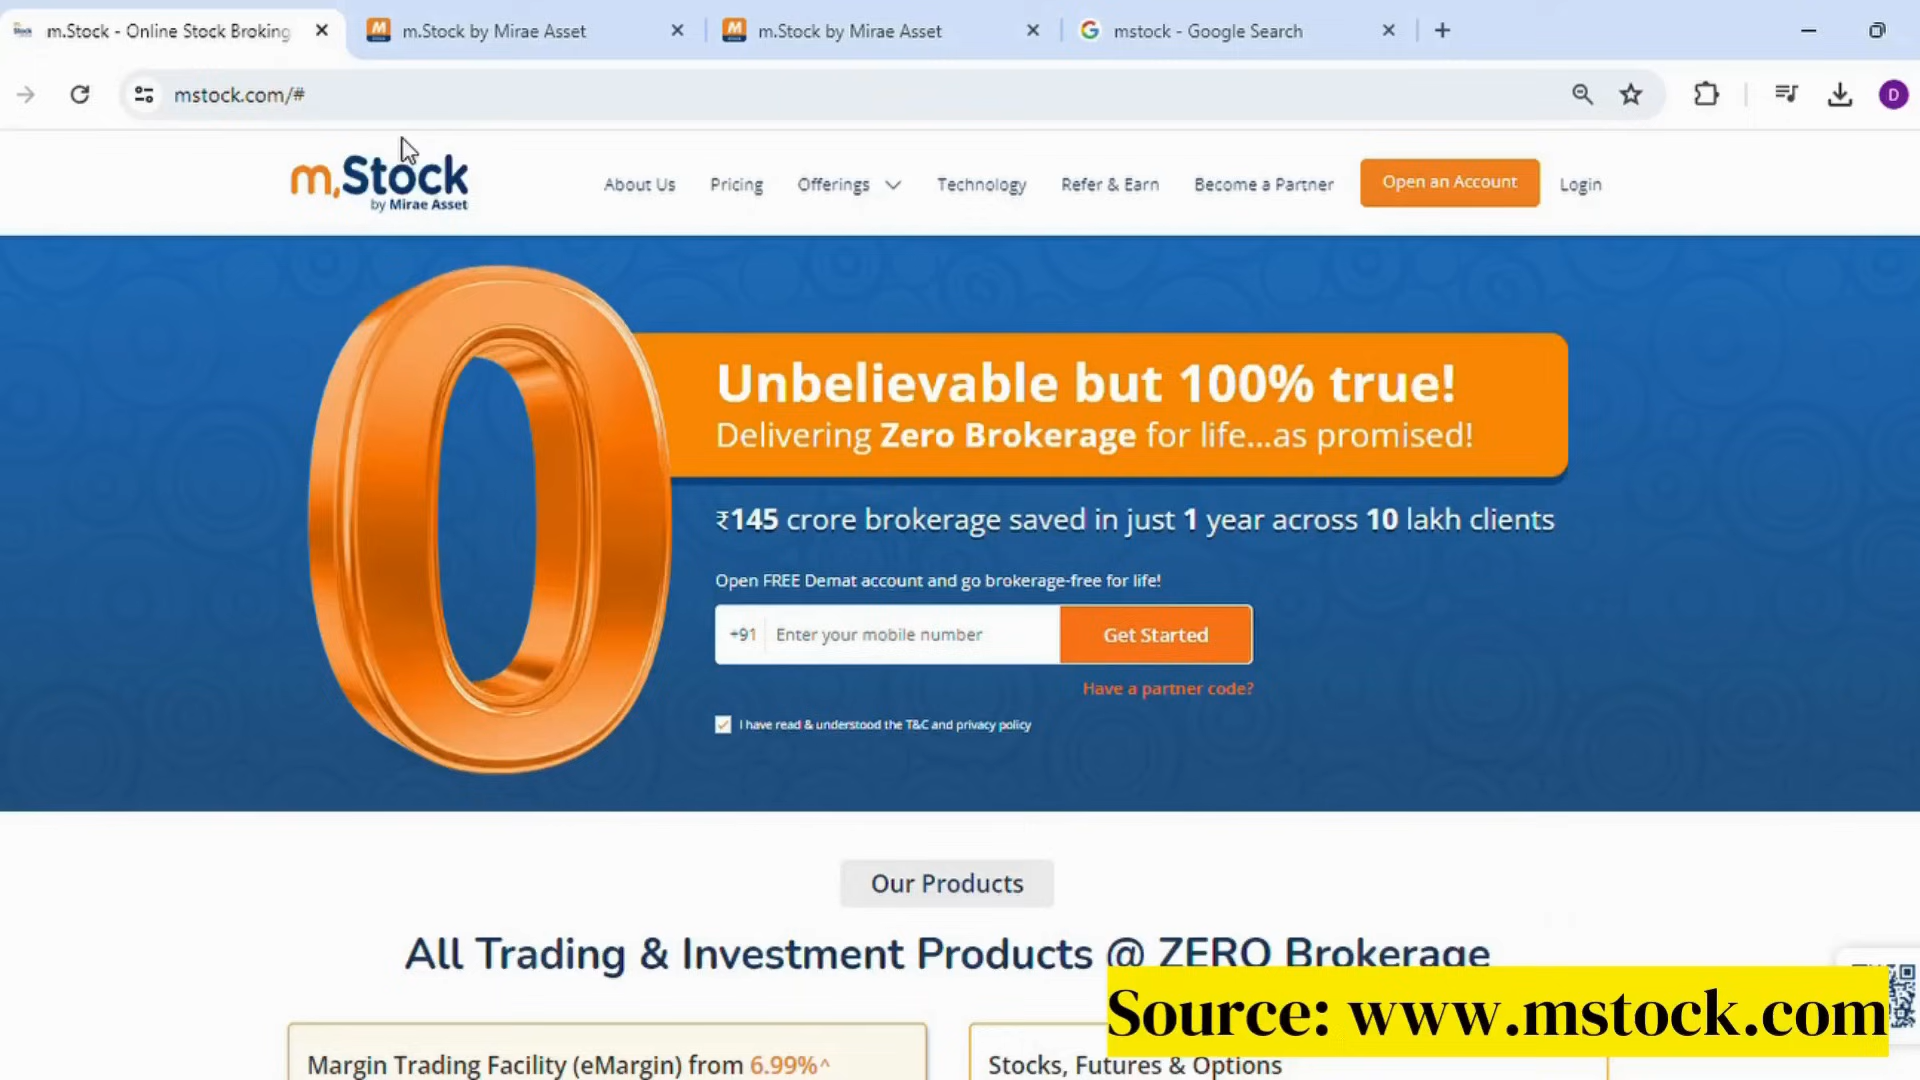 m.Stock - Online Stock Broking
m.Stock by Mirae Asset
m.Stock by Mirae Asset
mstock - Google Search
mstock.com/#
D
m.Stock
by Mirae Asset
About Us
Pricing
Offerings
Technology
Refer & Earn
Become a Partner
Open an Account
Login
0
Unbelievable but 100% true!
Delivering Zero Brokerage for life...as promised!
₹145 crore brokerage saved in just 1 year across 10 lakh clients
Open FREE Demat account and go brokerage-free for life!
+91 Enter your mobile number
Get Started
Have a partner code?
I have read & understood the T&C and privacy policy
Our Products
All Trading & Investment Products @ ZERO Brokerage
Source: www.mstock.com
Margin Trading Facility (eMargin) from 6.99%^
Stocks, Futures & Options